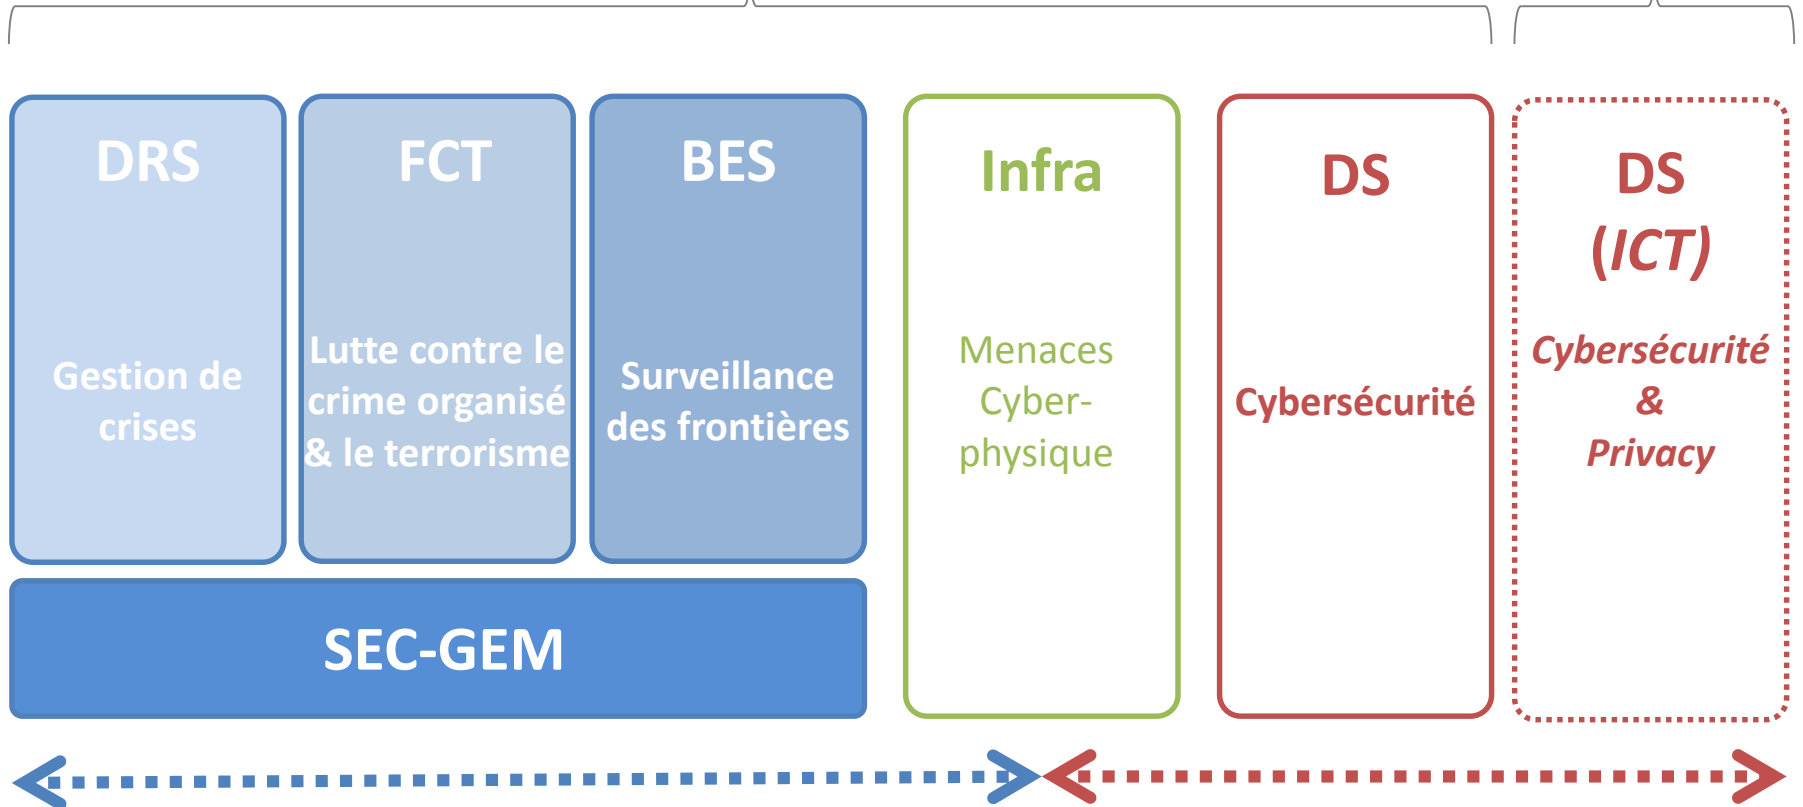 DRS
Gestion de
crises
FCT
Lutte contre le
crime organisé
& le terrorisme
BES
Surveillance
des frontières
SEC-GEM
Infra
Menaces
Cyber-
physique
DS
Cybersécurité
DS
(ICT)
Cybersécurité
&
Privacy